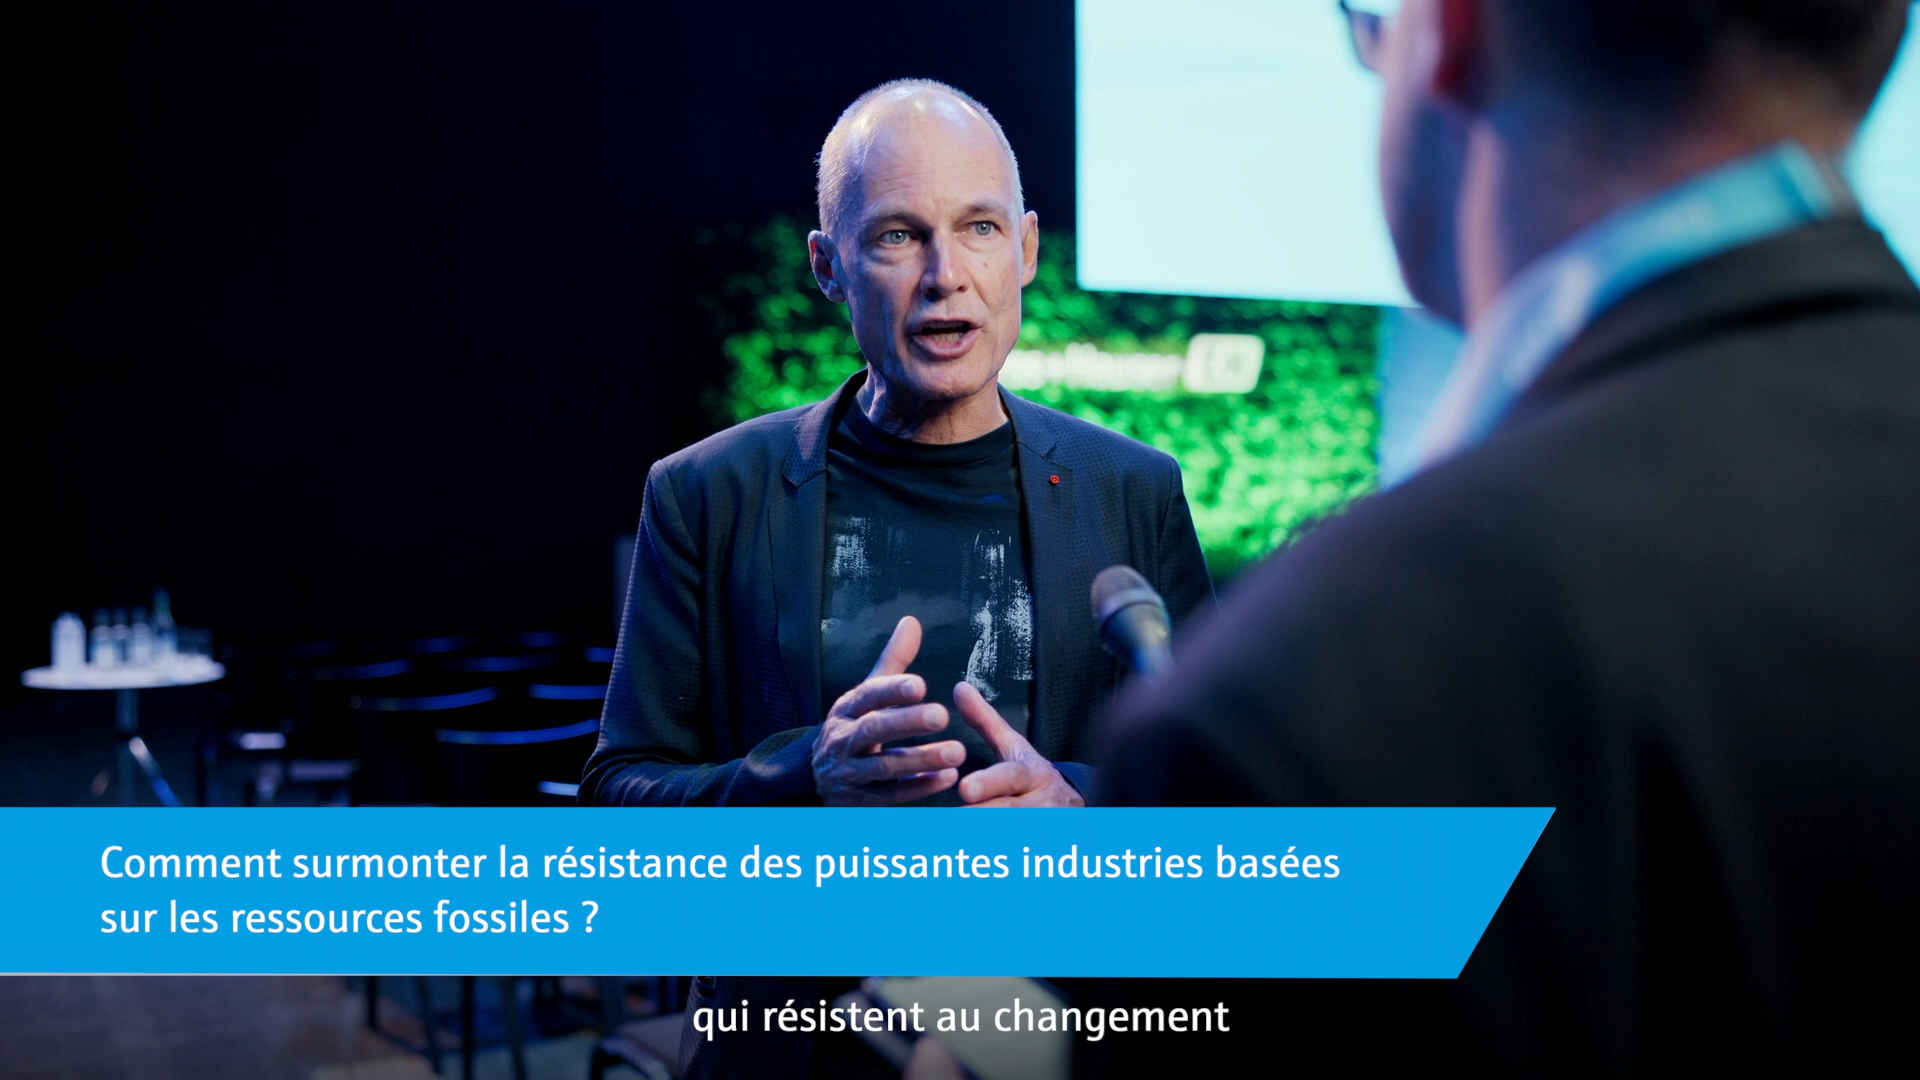 Comment surmonter la résistance des puissantes industries basées
sur les ressources fossiles ?
qui résistent au changement